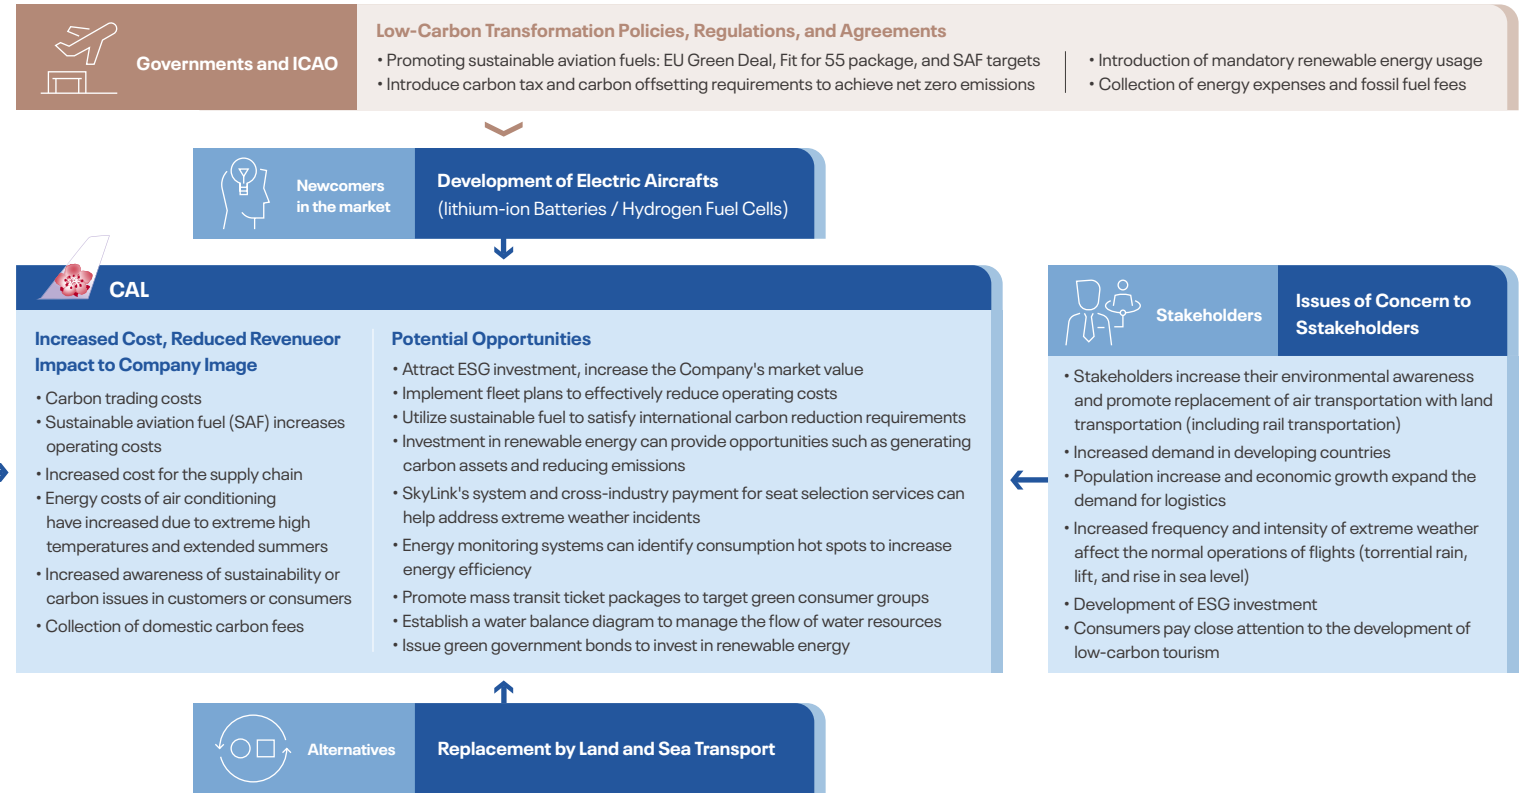 Governments and ICAO
Low-Carbon Transformation Policies, Regulations, and Agreements
• Promoting sustainable aviation fuels: EU Green Deal, Fit for 55 package, and SAF targets
• Introduce carbon tax and carbon offsetting requirements to achieve net zero emissions
• Introduction of mandatory renewable energy usage
• Collection of energy expenses and fossil fuel fees
Newcomers
in the market
Development of Electric Aircrafts
(lithium-ion Batteries / Hydrogen Fuel Cells)
CAL
Increased Cost, Reduced Revenueor
Impact to Company Image
• Carbon trading costs
• Sustainable aviation fuel (SAF) increases
operating costs
• Increased cost for the supply chain
• Energy costs of air conditioning
have increased due to extreme high
temperatures and extended summers
• Increased awareness of sustainability or
carbon issues in customers or consumers
• Collection of domestic carbon fees
Potential Opportunities
• Attract ESG investment, increase the Company's market value
• Implement fleet plans to effectively reduce operating costs
• Utilize sustainable fuel to satisfy international carbon reduction requirements
• Investment in renewable energy can provide opportunities such as generating
carbon assets and reducing emissions
• SkyLink's system and cross-industry payment for seat selection services can
help address extreme weather incidents
• Energy monitoring systems can identify consumption hot spots to increase
energy efficiency
• Promote mass transit ticket packages to target green consumer groups
• Establish a water balance diagram to manage the flow of water resources
• Issue green government bonds to invest in renewable energy
Stakeholders
Issues of Concern to
Sstakeholders
• Stakeholders increase their environmental awareness
and promote replacement of air transportation with land
transportation (including rail transportation)
• Increased demand in developing countries
• Population increase and economic growth expand the
demand for logistics
• Increased frequency and intensity of extreme weather
affect the normal operations of flights (torrential rain,
lift, and rise in sea level)
• Development of ESG investment
• Consumers pay close attention to the development of
low-carbon tourism
Alternatives
Replacement by Land and Sea Transport